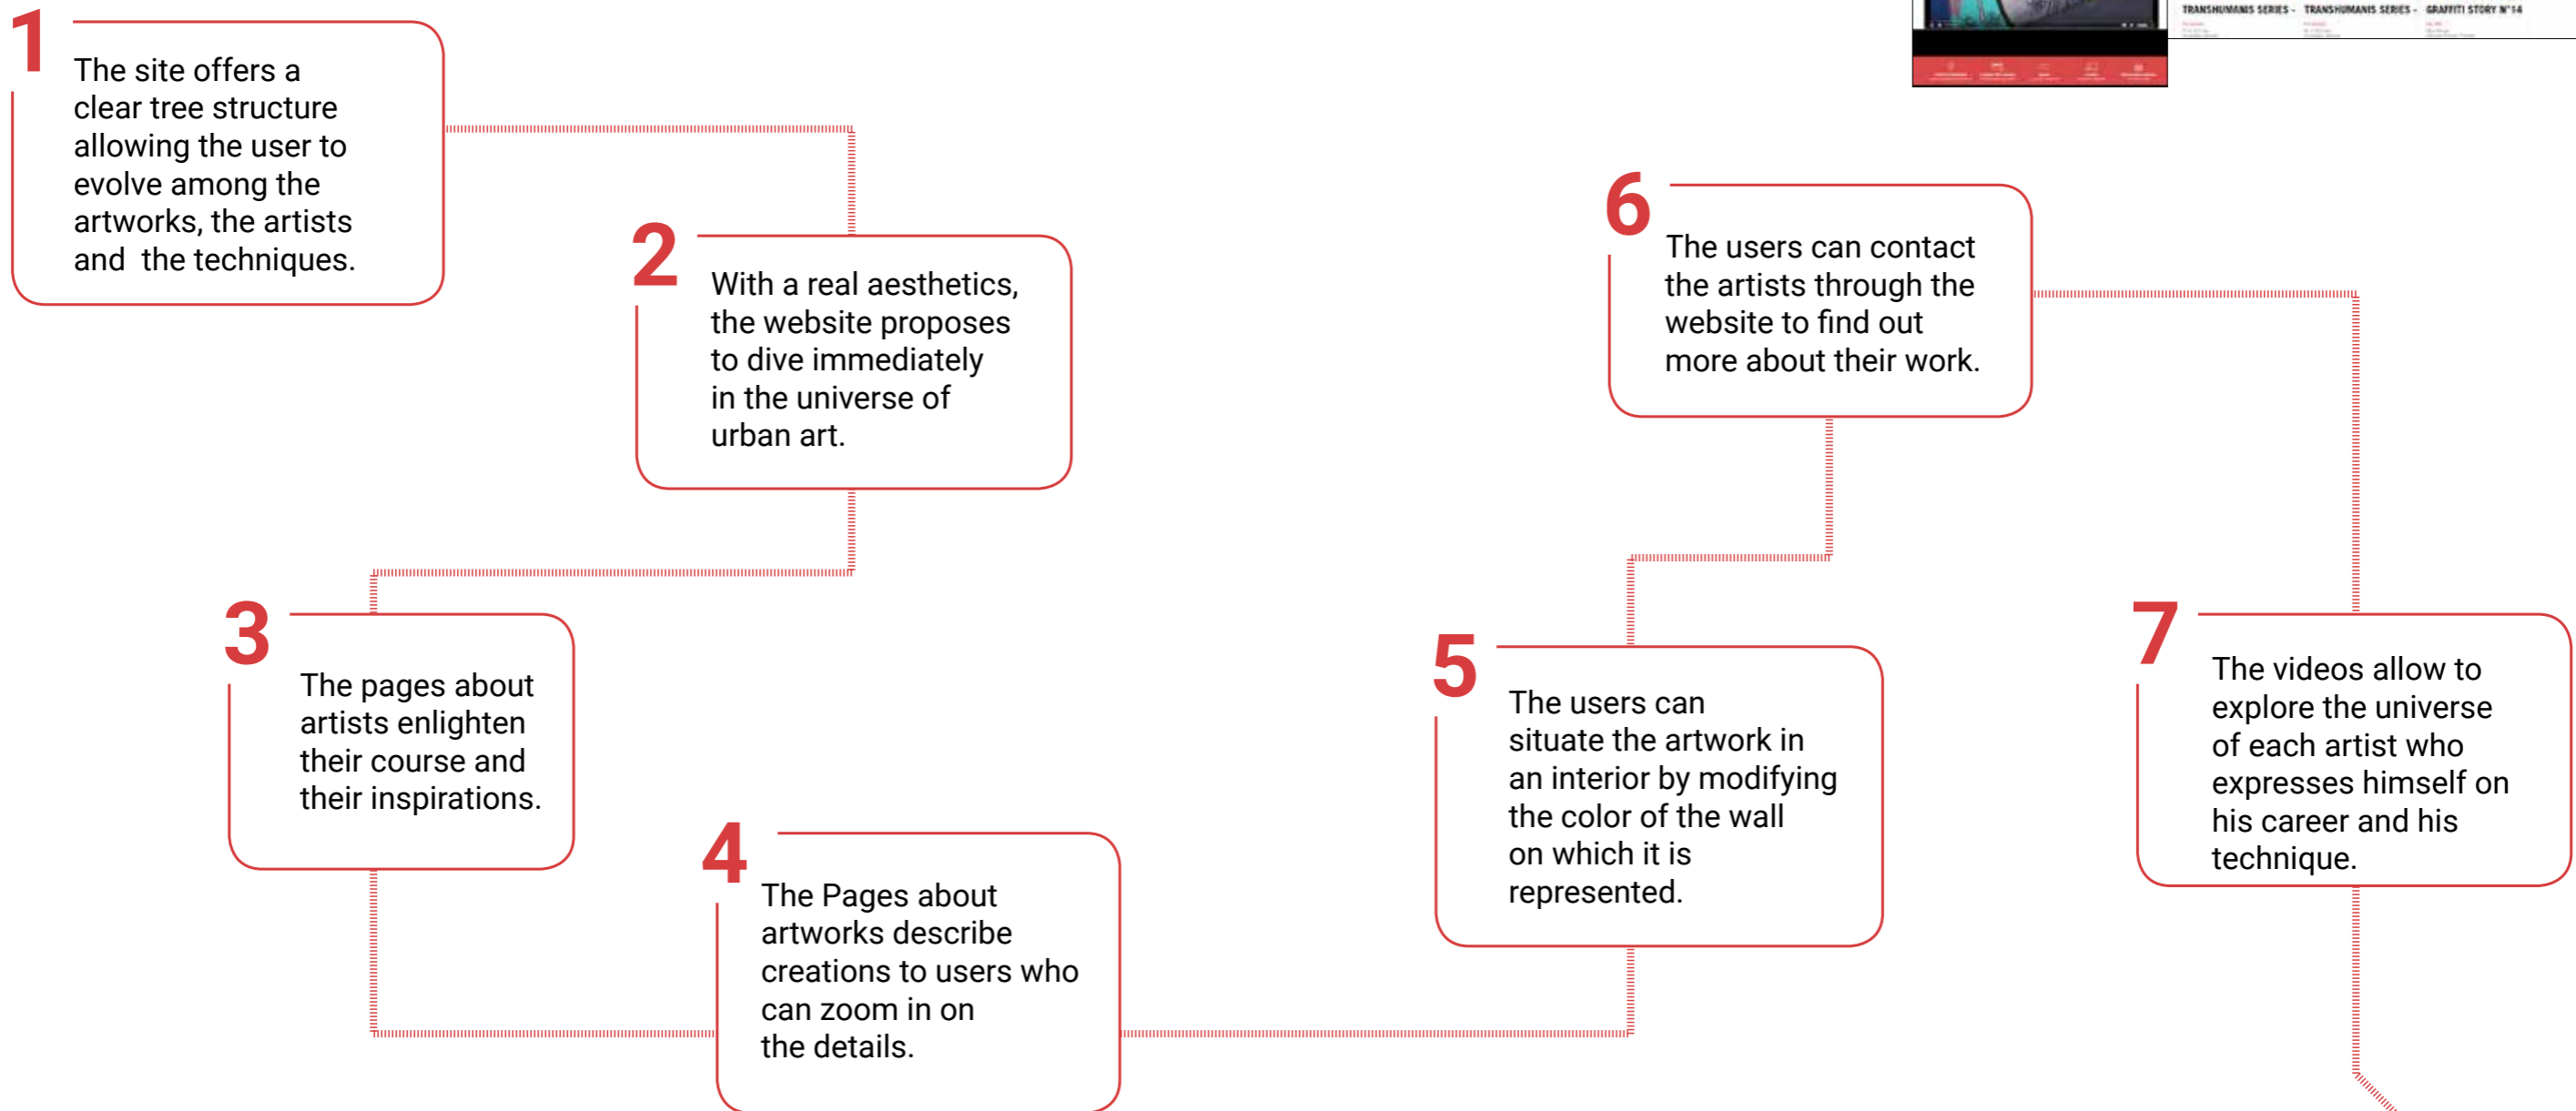 1
The site offers a
clear tree structure
allowing the user to
evolve among the
artworks, the artists
and the techniques.
2
With a real aesthetics,
the website proposes
to dive immediately
in the universe of
urban art.
3
The pages about
artists enlighten
their course and
their inspirations.
4
The Pages about
artworks describe
creations to users who
can zoom in on
the details.
5
The users can
situate the artwork in
an interior by modifying
the color of the wall
on which it is
represented.
6
The users can contact
the artists through the
website to find out
more about their work.
7
The videos allow to
explore the universe
of each artist who
expresses himself on
his career and his
technique.
TRANSHUMANIS SERIES - TRANSHUMANIS SERIES - GRAFFITI STORY N°14